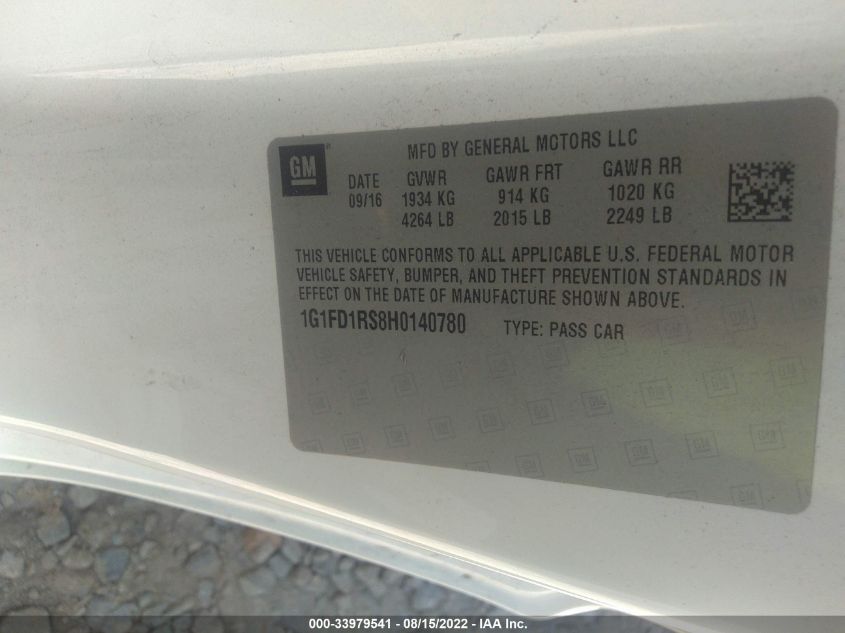 GM
MFD BY GENERAL MOTORS LLC
DATE GVWR GAWR FRT GAWR RR
09/16 1934 KG 914 KG 1020 KG
4264 LB 2015 LB 2249 LB
THIS VEHICLE CONFORMS TO ALL APPLICABLE U.S. FEDERAL MOTOR
VEHICLE SAFETY, BUMPER, AND THEFT PREVENTION STANDARDS IN
EFFECT ON THE DATE OF MANUFACTURE SHOWN ABOVE.
1G1FD1RS8H0140780 TYPE: PASS CAR
000-33979541 - 08/15/2022 - IAA Inc.